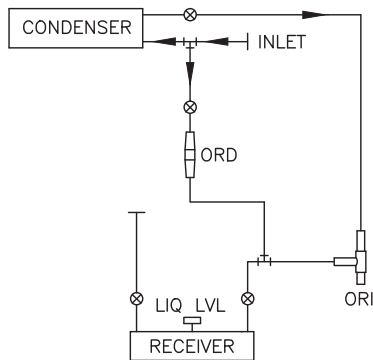 CONDENSER
INLET
ORD
LIQ LVL
ORI
RECEIVER